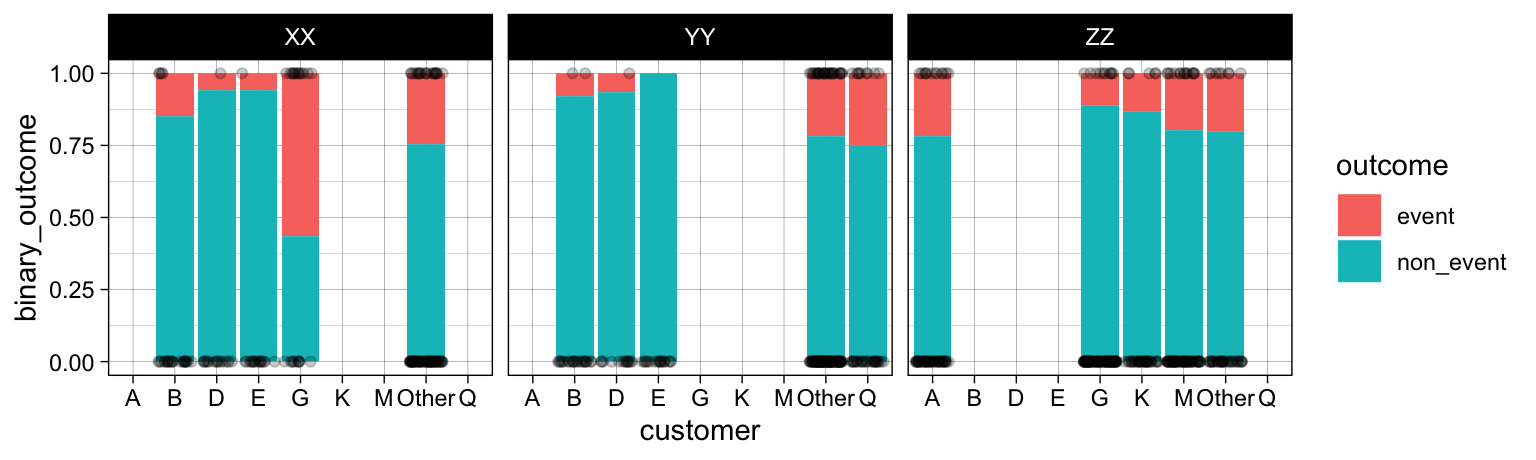 XX YY ZZ
binary_outcome
1.00
0.75
0.50
0.25
0.00
A B D E G K M Other Q A B D E G K M Other Q A B D E G K M Other Q
customer
outcome
event
non_event